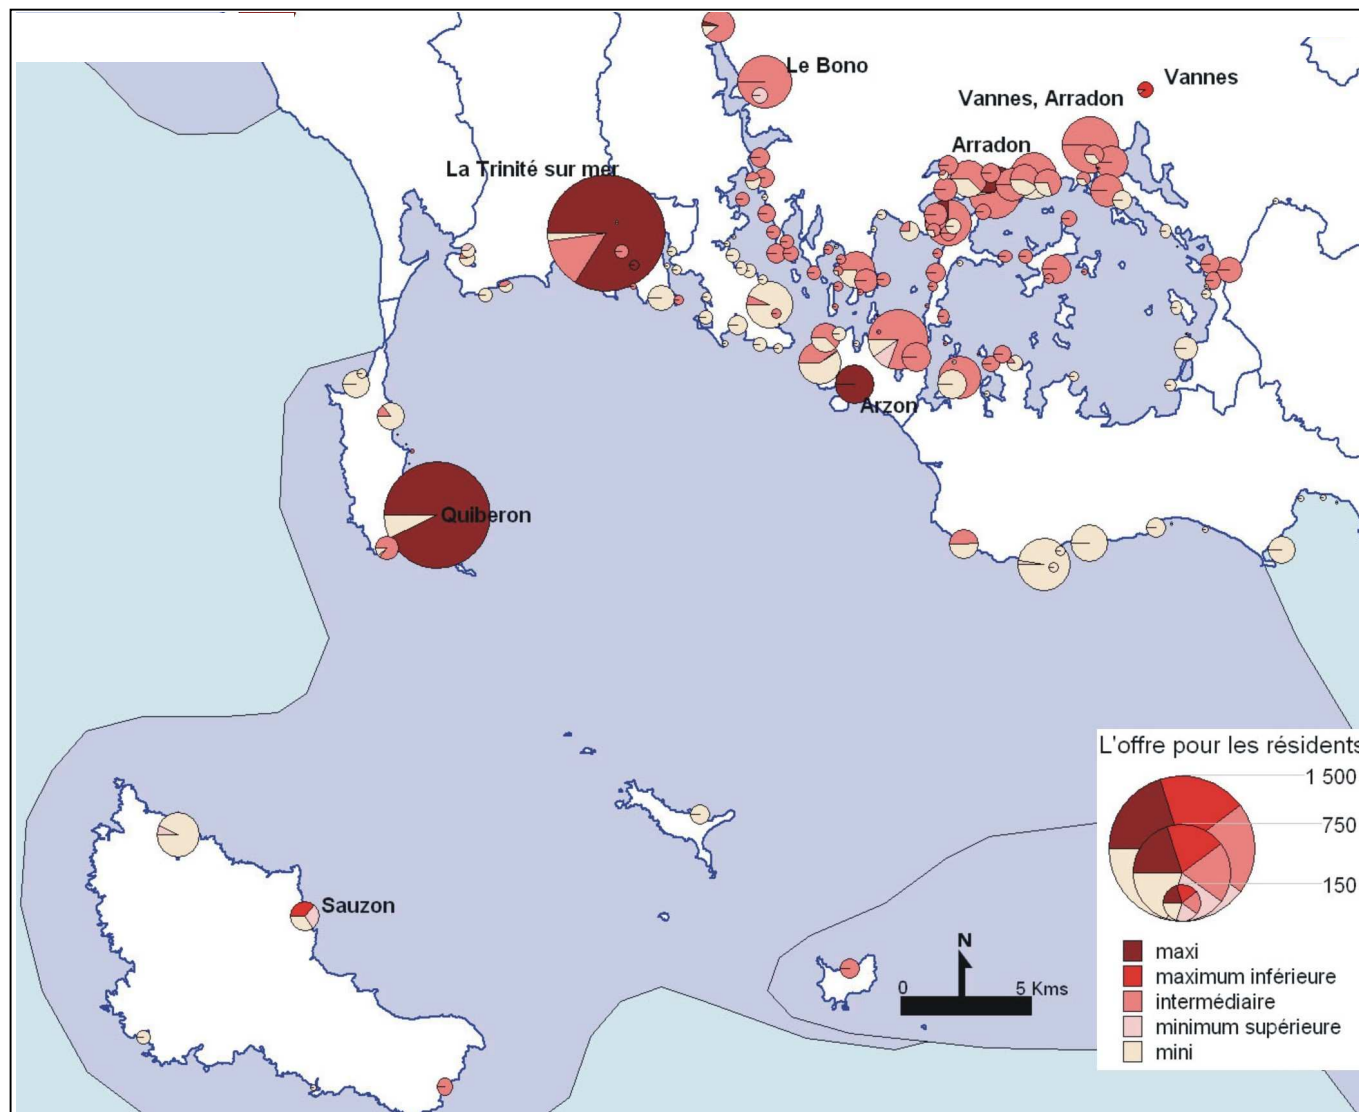 Le Bono
Vannes
Vannes, Arradon
Arradon
La Trinité sur mer
Arzon
Quiberon
Sauzon
N
0 5 Kms
L'offre pour les résidents
1 500
750
150
maxi
maximum inférieure
intermédiaire
minimum supérieure
mini